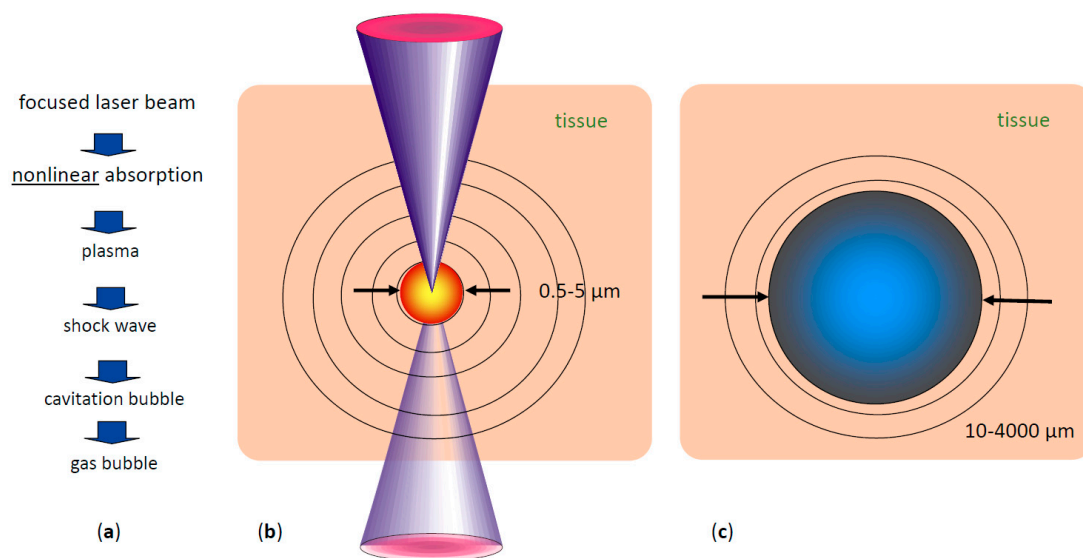 focused laser beam
nonlinear absorption
plasma
shock wave
cavitation bubble
gas bubble
(a)
tissue
0.5-5 µm
(b)
tissue
10-4000 µm
(c)